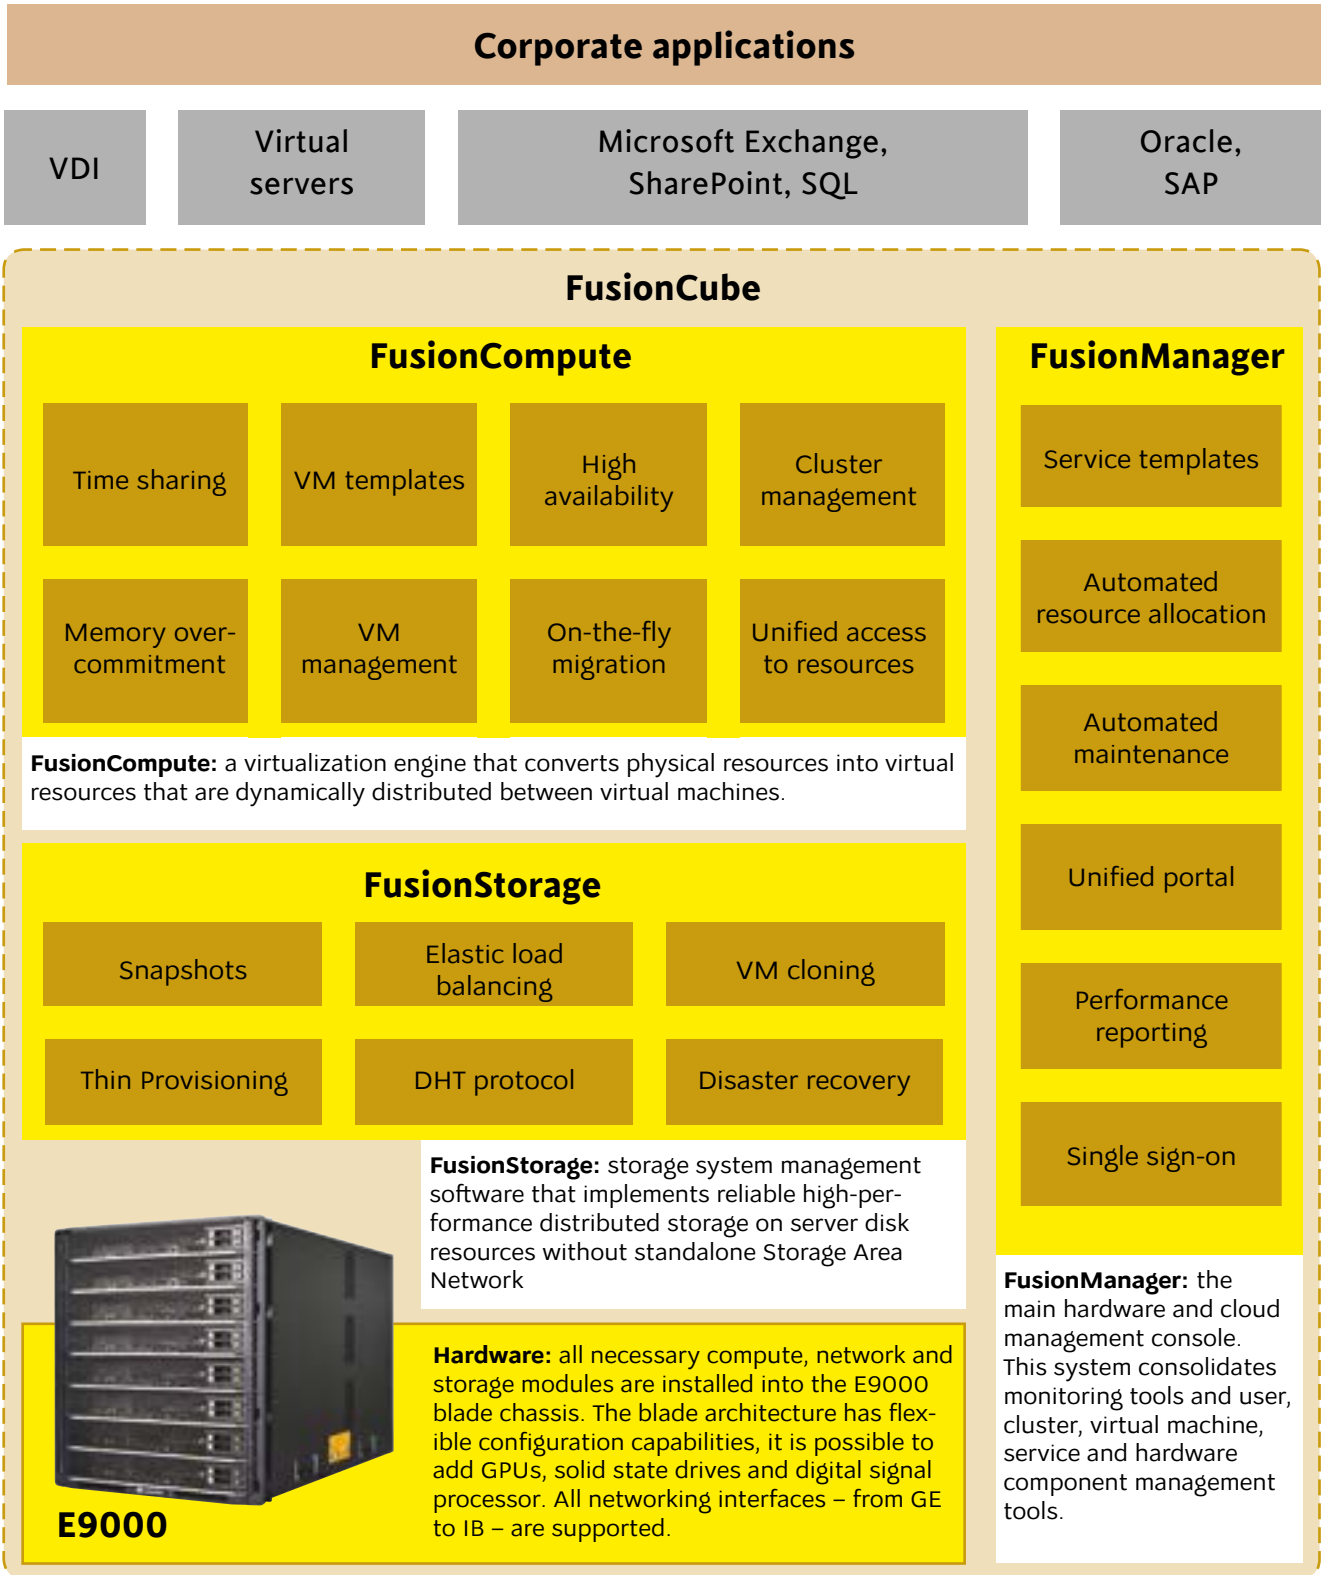 Corporate applications
VDI
Virtual
servers
Microsoft Exchange,
SharePoint, SQL
Oracle,
SAP
FusionCube
FusionCompute
Time sharing
VM templates
High
availability
Cluster
management
Memory over-
commitment
VM
management
On-the-fly
migration
Unified access
to resources
FusionCompute: a virtualization engine that converts physical resources into virtual
resources that are dynamically distributed between virtual machines.
FusionStorage
Snapshots
Elastic load
balancing
VM cloning
Thin Provisioning
DHT protocol
Disaster recovery
FusionStorage: storage system management
software that implements reliable high-per-
formance distributed storage on server disk
resources without standalone Storage Area
Network
E9000
Hardware: all necessary compute, network and
storage modules are installed into the E9000
blade chassis. The blade architecture has flex-
ible configuration capabilities, it is possible to
add GPUs, solid state drives and digital signal
processor. All networking interfaces – from GE
to IB – are supported.
FusionManager
Service templates
Automated
resource allocation
Automated
maintenance
Unified portal
Performance
reporting
Single sign-on
FusionManager: the
main hardware and cloud
management console.
This system consolidates
monitoring tools and user,
cluster, virtual machine,
service and hardware
component management
tools.